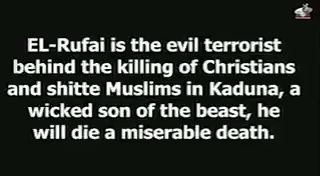 EL-Rufai is the evil terrorist
behind the killing of Christians
and shitte Muslims in Kaduna, a
wicked son of the beast, he
will die a miserable death.